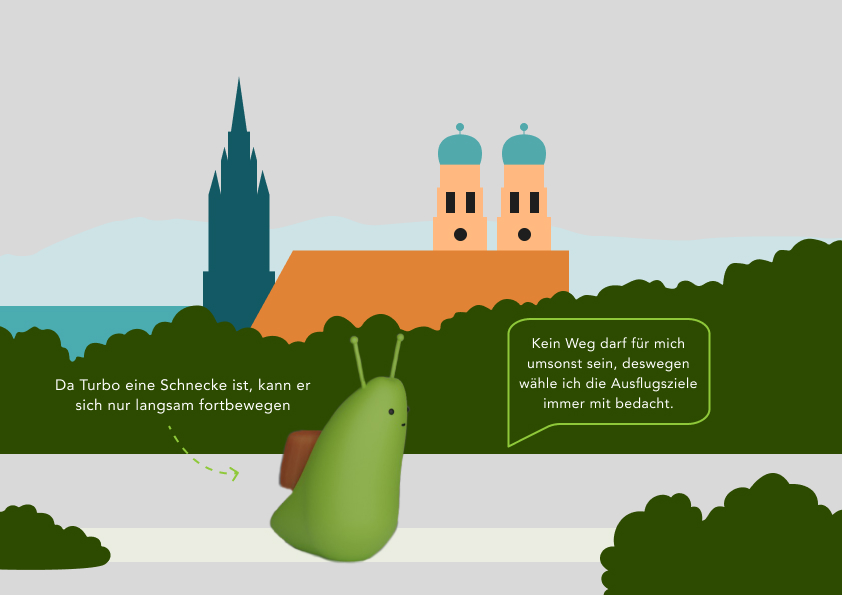 Kein Weg darf für mich
umsonst sein, deswegen
wähle ich die Ausflugsziele
immer mit bedacht.
Da Turbo eine Schnecke ist, kann er
sich nur langsam fortbewegen